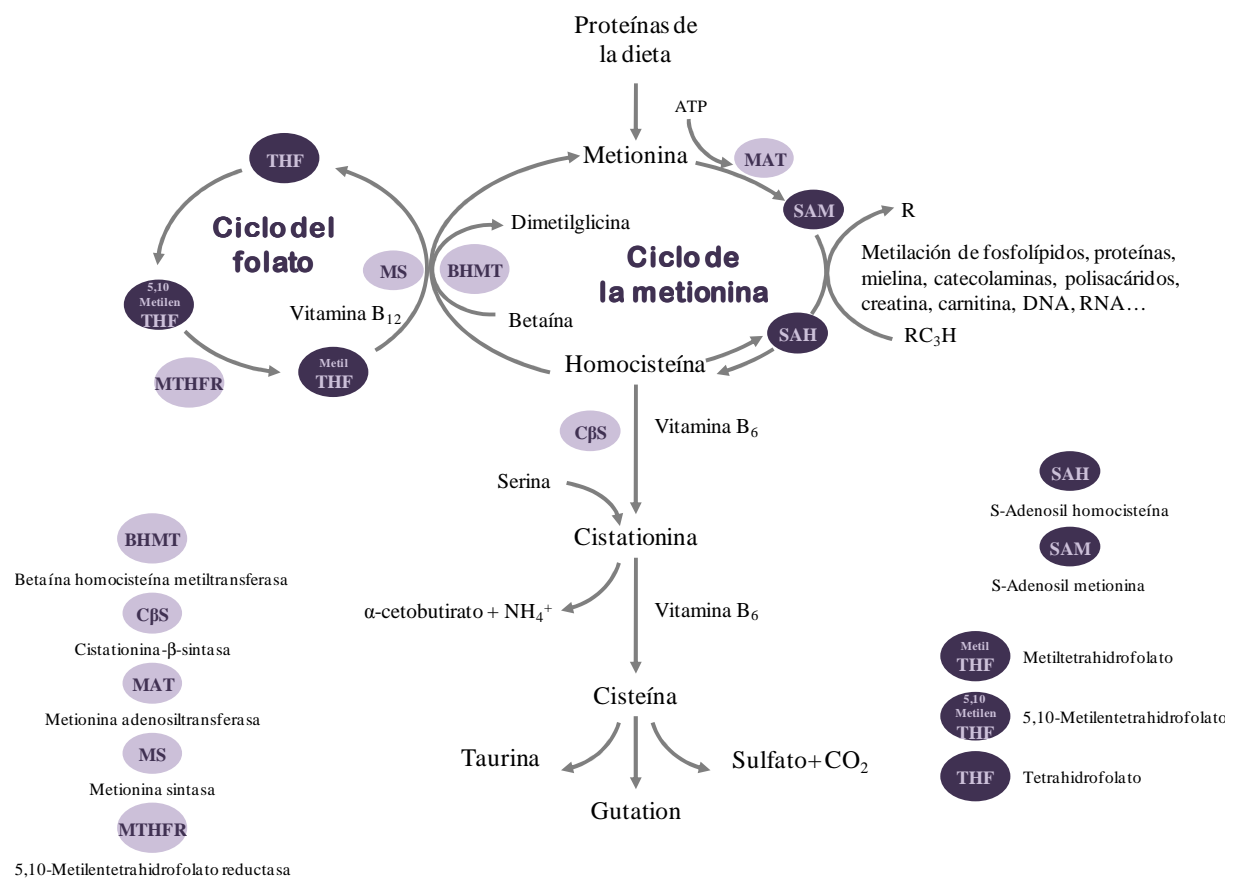 Proteínas de
la dieta
ATP
Metionina
MAT
THF
SAM
R
Ciclo del
folato
Dimetilglicina
Ciclo de
la metionina
Metilación de fosfolípidos, proteínas,
mielina, catecolaminas, polisacáridos,
creatina, carnitina, DNA, RNA…
MS
BHMT
5,10
Metilen
THF
Vitamina B12
Betaína
SAH
RC3H
Homocisteína
MTHFR
Metil
THF
CβS
Vitamina B6
Serina
Cistationina
α-cetobutirato + NH4+
Vitamina B6
Cisteína
Taurina
Sulfato+CO2
Gutation
BHMT
Betaína homocisteína metiltransferasa
CβS
Cistationina-β-sintasa
MAT
Metionina adenosiltransferasa
MS
Metionina sintasa
MTHFR
5,10-Metilentetrahidrofolato reductasa
SAH
S-Adenosil homocisteína
SAM
S-Adenosil metionina
Metil
THF
Metiltetrahidrofolato
5,10
Metilen
THF
5,10-Metilentetrahidrofolato
THF
Tetrahidrofolato